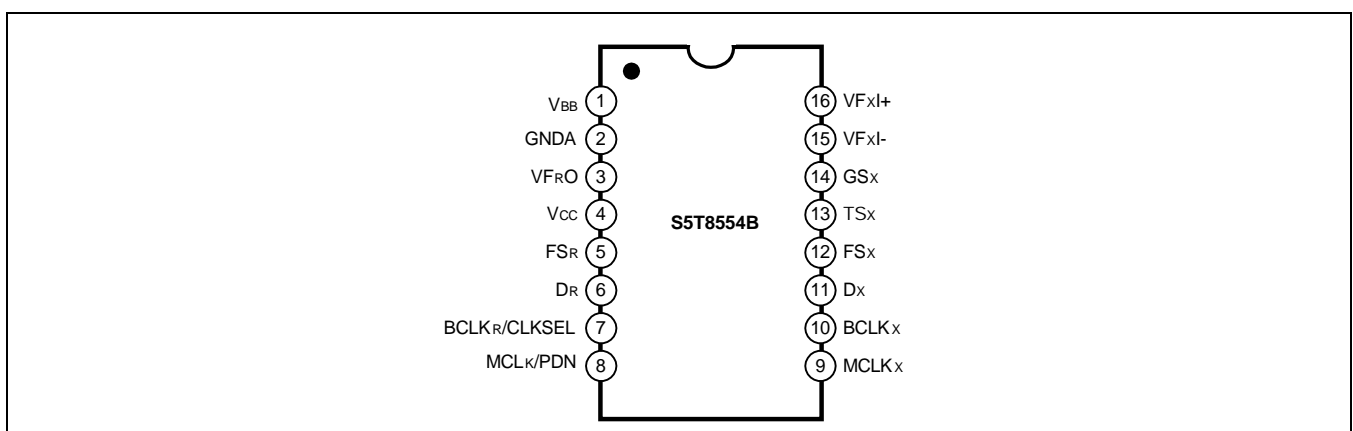 VBB 1
GNDA 2
VFRO 3
VCC 4
FSR 5
DR 6
BCLKR/CLKSEL 7
MCLK/PDN 8
S5T8554B
16 VFXI+
15 VFXI-
14 GSX
13 TSX
12 FSX
11 DX
10 BCLKX
9 MCLKX